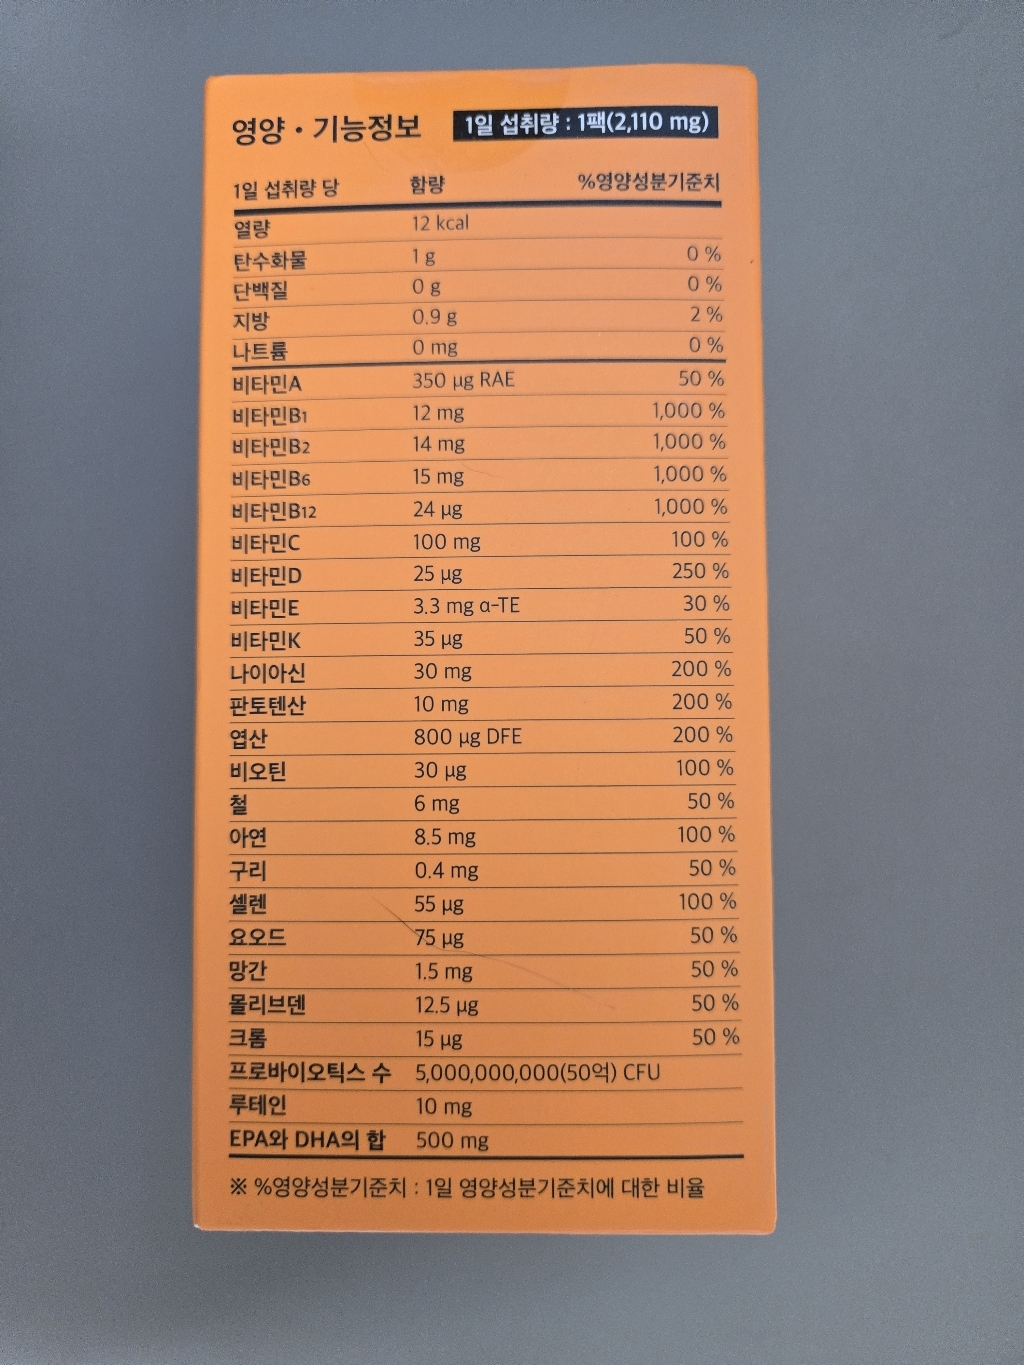 영양・기능정보 1일 섭취량 : 1팩(2,110 mg)
1일 섭취량 당 함량 %영양성분기준치
열량 12 kcal
탄수화물 1 g 0 %
단백질 0 g 0 %
지방 0.9 g 2 %
나트륨 0 mg 0 %
비타민A 350 µg RAE 50 %
비타민B1 12 mg 1,000 %
비타민B2 14 mg 1,000 %
비타민B6 15 mg 1,000 %
비타민B12 24 µg 1,000 %
비타민C 100 mg 100 %
비타민D 25 µg 250 %
비타민E 3.3 mg α-TE 30 %
비타민K 35 µg 50 %
나이아신 30 mg 200 %
판토텐산 10 mg 200 %
엽산 800 µg DFE 200 %
비오틴 30 µg 100 %
철 6 mg 50 %
아연 8.5 mg 100 %
구리 0.4 mg 50 %
셀렌 55 µg 100 %
요오드 75 µg 50 %
망간 1.5 mg 50 %
몰리브덴 12.5 µg 50 %
크롬 15 µg 50 %
프로바이오틱스 수 5,000,000,000(50억) CFU
루테인 10 mg
EPA와 DHA의 합 500 mg
※ %영양성분기준치 : 1일 영양성분기준치에 대한 비율